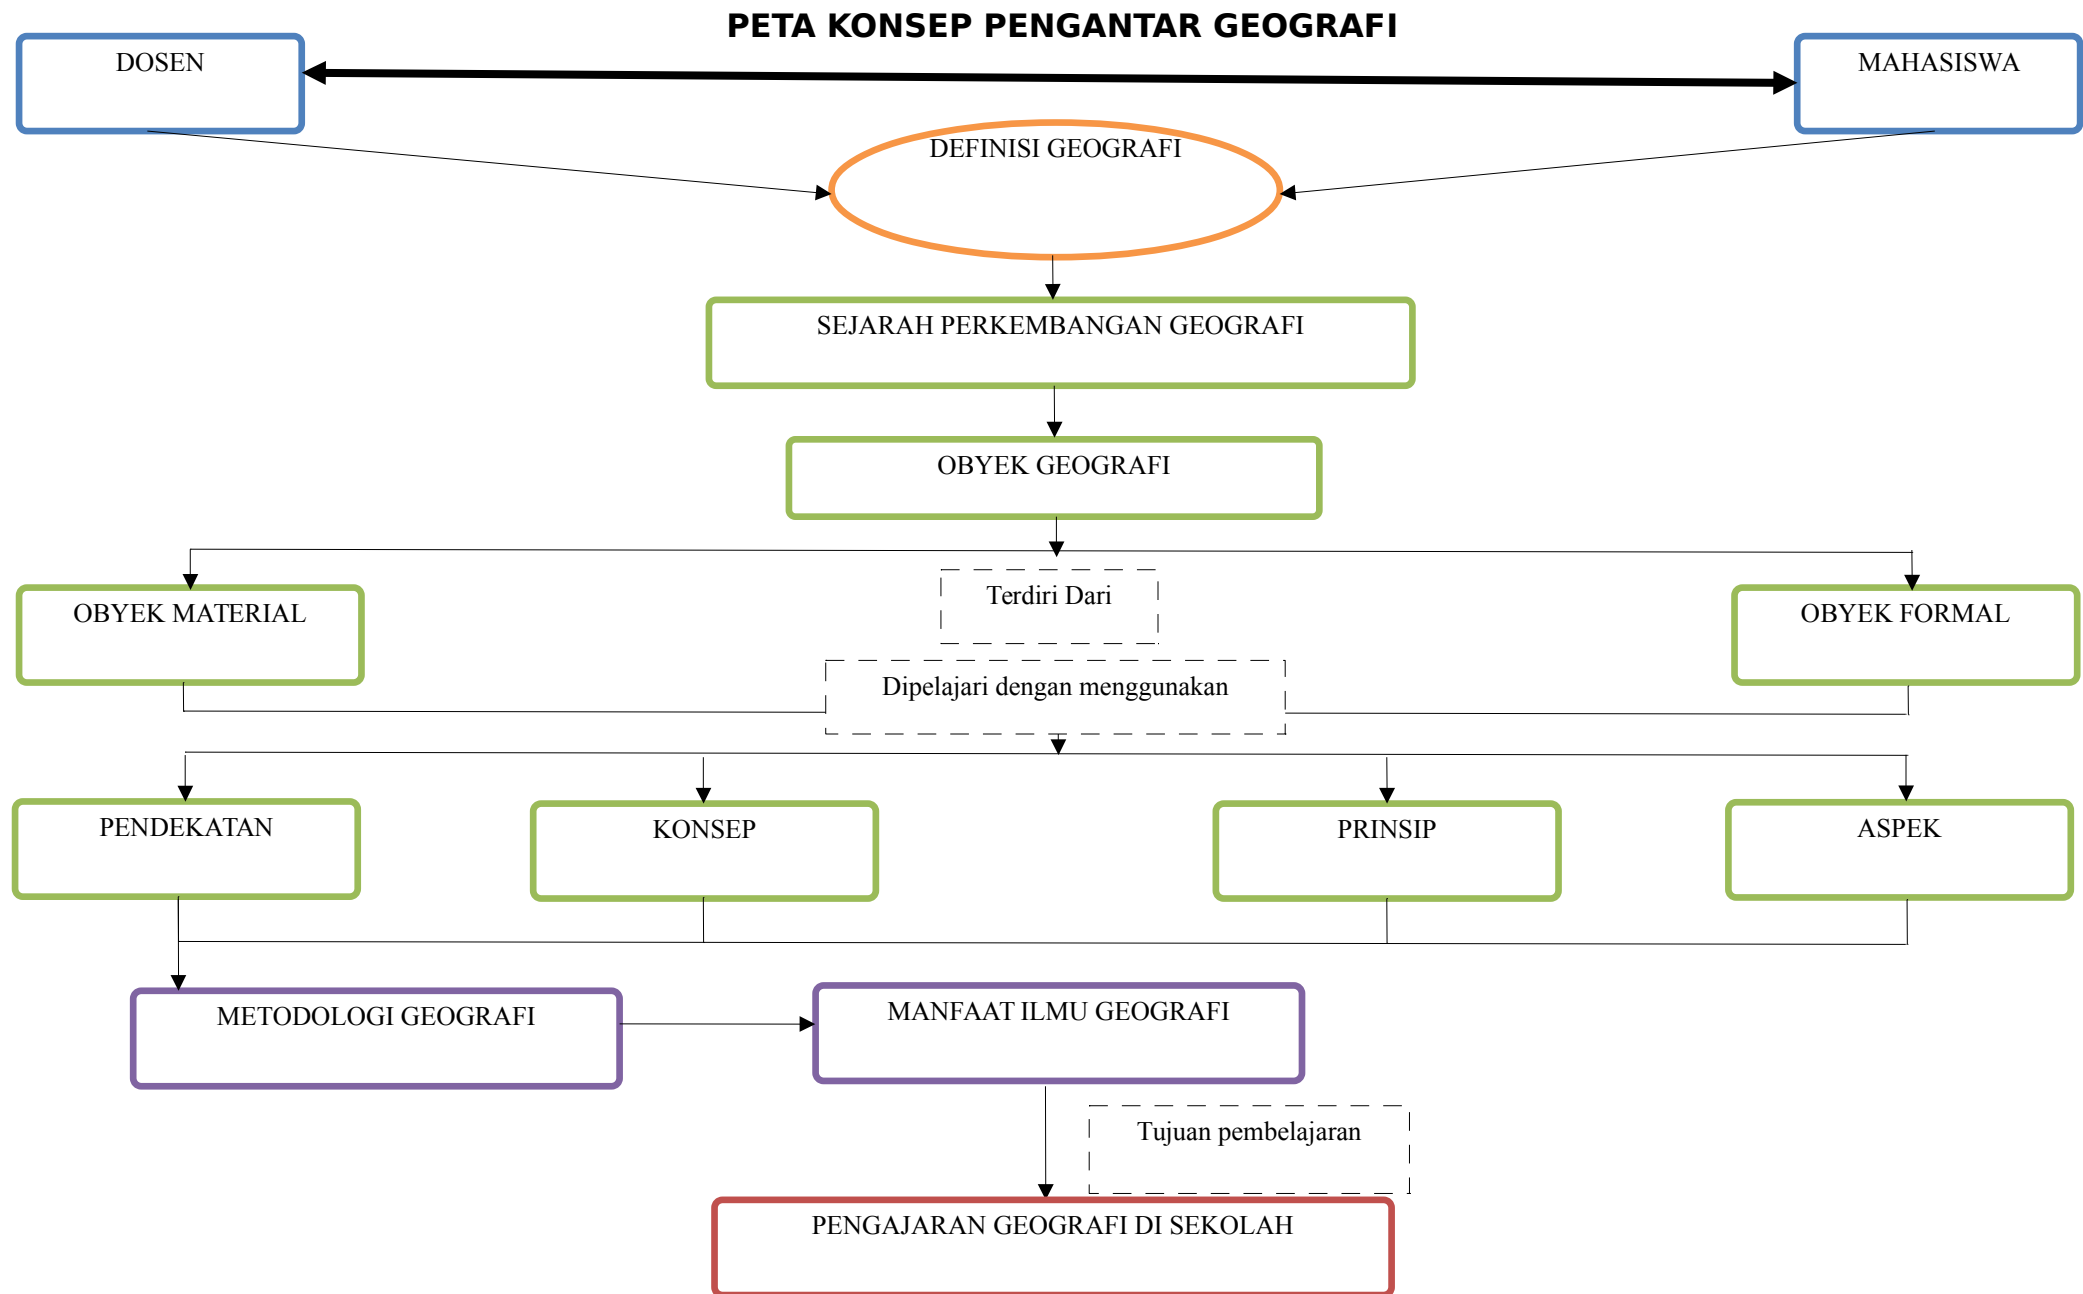 PETA KONSEP PENGANTAR GEOGRAFI
DOSEN
MAHASISWA
DEFINISI GEOGRAFI
SEJARAH PERKEMBANGAN GEOGRAFI
OBYEK GEOGRAFI
OBYEK MATERIAL
Terdiri Dari
OBYEK FORMAL
Dipelajari dengan menggunakan
PENDEKATAN
KONSEP
PRINSIP
ASPEK
METODOLOGI GEOGRAFI
MANFAAT ILMU GEOGRAFI
Tujuan pembelajaran
PENGAJARAN GEOGRAFI DI SEKOLAH